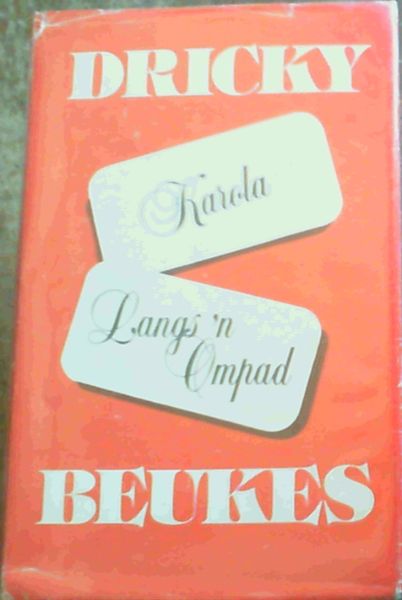 DRICKY
Karola
Langs 'n
Ompad
BEUKES